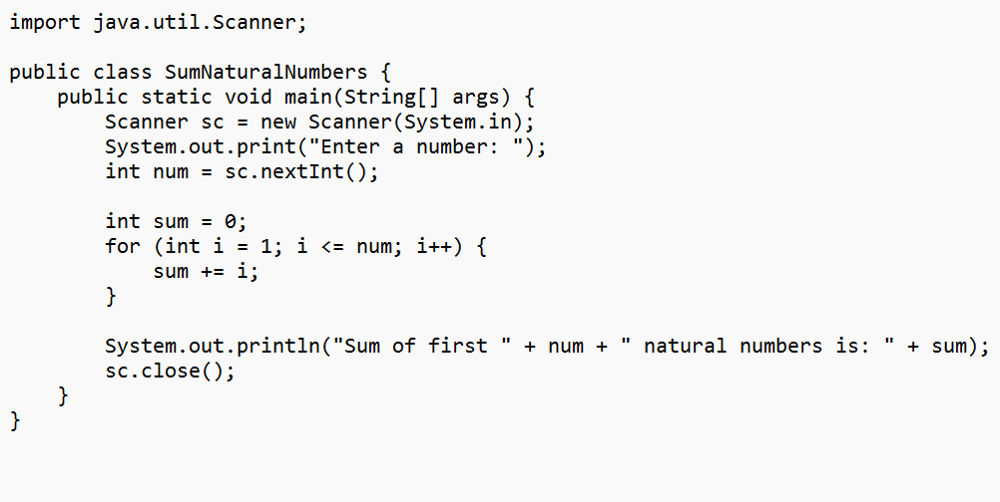 import java.util.Scanner;

public class SumNaturalNumbers {
    public static void main(String[] args) {
        Scanner sc = new Scanner(System.in);
        System.out.print("Enter a number: ");
        int num = sc.nextInt();

        int sum = 0;
        for (int i = 1; i <= num; i++) {
            sum += i;
        }

        System.out.println("Sum of first " + num + " natural numbers is: " + sum);
        sc.close();
    }
}